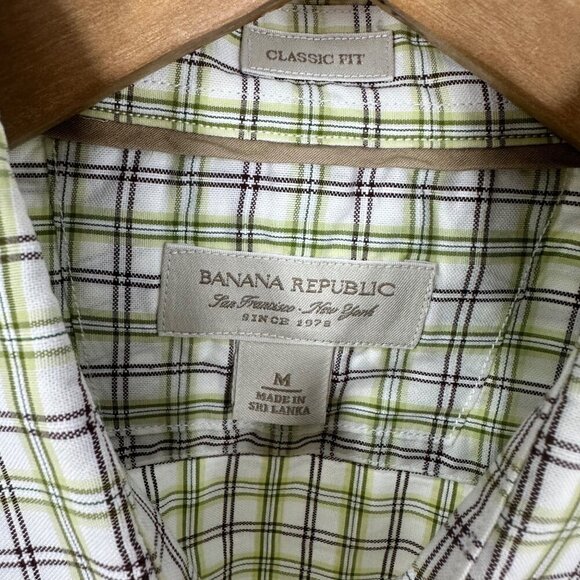 CLASSIC FIT
BANANA REPUBLIC
San Francisco - New York
SINCE 1978
M
MADE IN
SRI LANKA